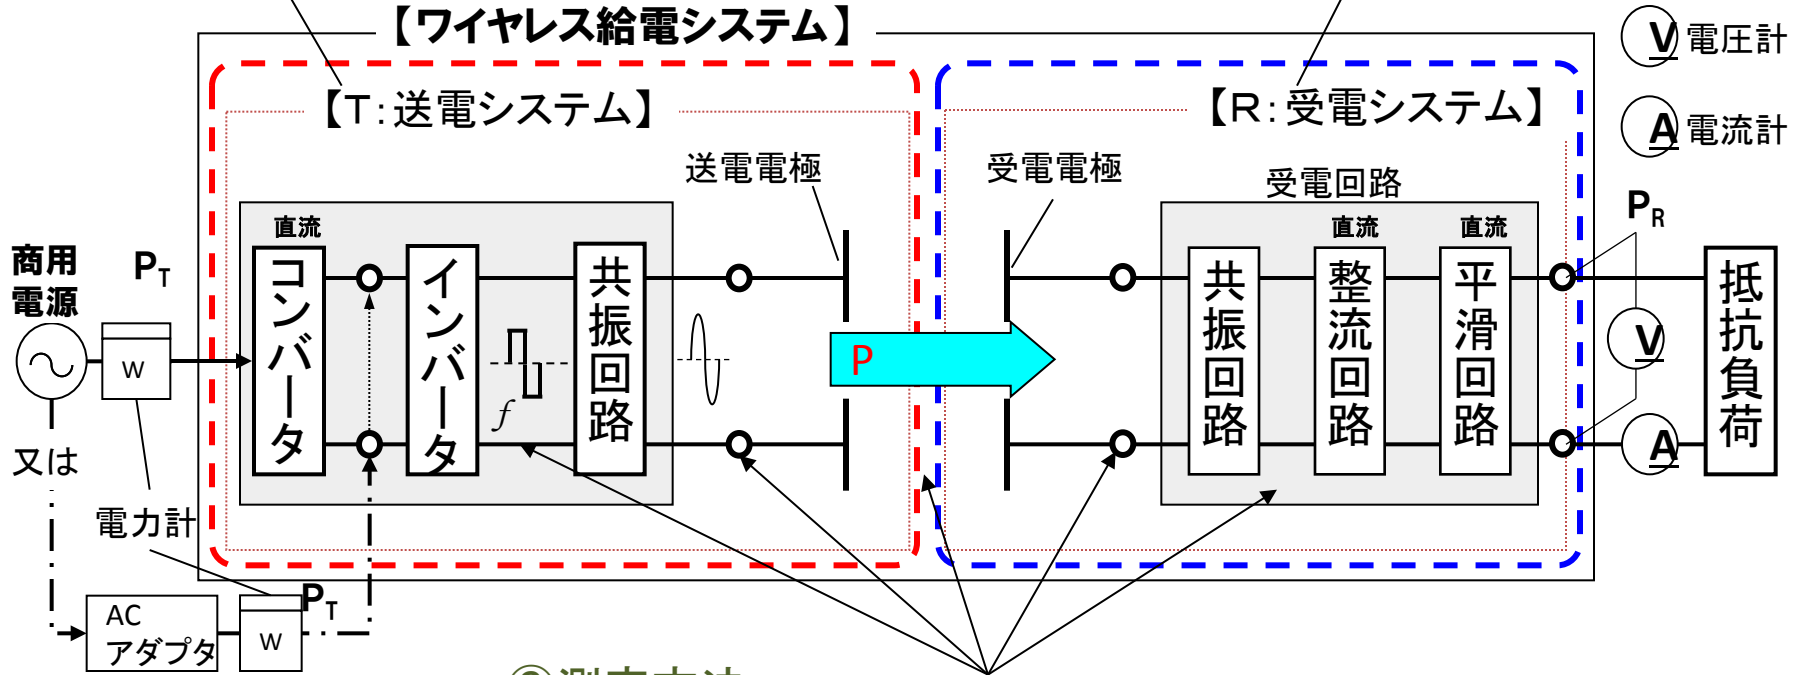 【ワイヤレス給電システム】
V 電圧計
A 電流計
【T:送電システム】
【R:受電システム】
送電電極
受電電極
受電回路
商用
電源
PT
W
又は
電力計
AC
アダプタ
W
PT
直流
コンバータ
インバータ
f
共振回路
P
共振回路
直流
整流回路
直流
平滑回路
PR
V
A
抵抗負荷